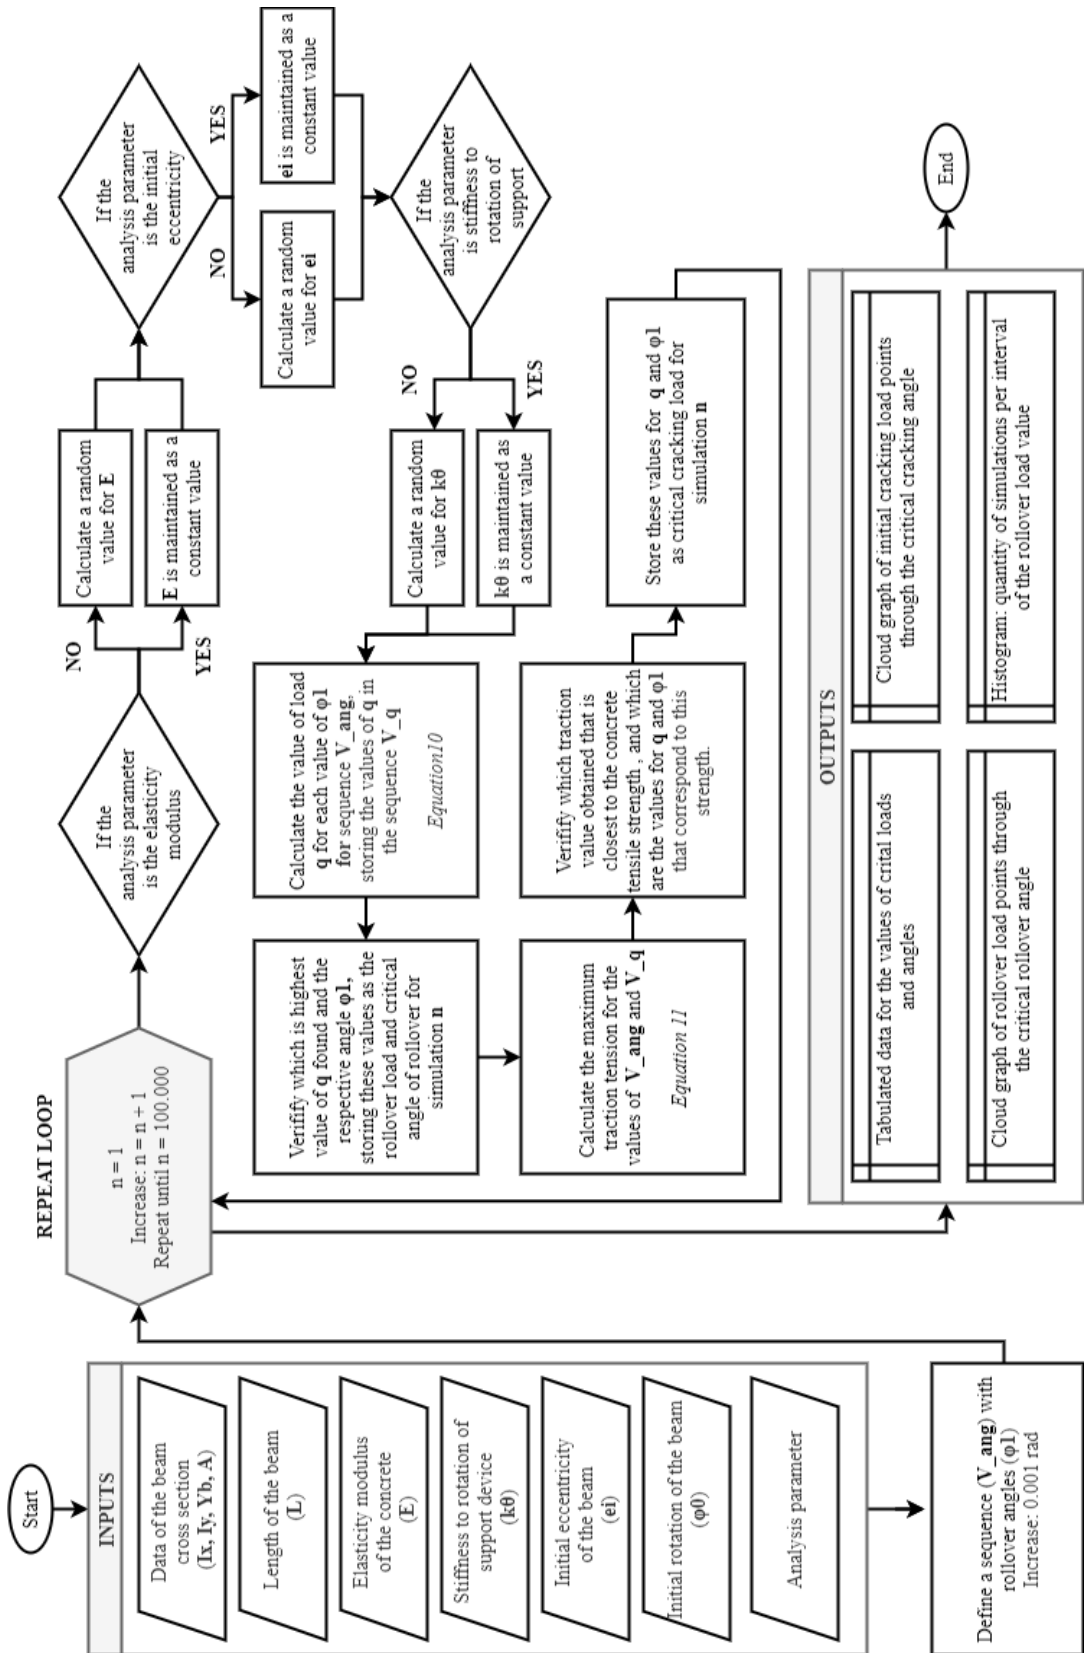 Start
INPUTS
Data of the beam
cross section
(Ix, Iy, Yb, A)
Length of the beam
(L)
Elasticity modulus
of the concrete
(E)
Stiffness to rotation of
support device
(kθ)
Initial eccentricity
of the beam
(ei)
Initial rotation of the beam
(φ0)
Analysis parameter
Define a sequence (V_ang) with
rollover angles (φ1)
Increase: 0.001 rad
REPEAT LOOP
n = 1
Increase: n = n + 1
Repeat until n = 100.000
If the
analysis parameter
is the elasticity
modulus
NO
YES
Calculate a random
value for E
E is maintained as a
constant value
If the
analysis parameter
is the initial
eccentricity
NO
YES
Calculate a random
value for ei
ei is maintained as a
constant value
If the
analysis parameter
is stiffness to
rotation of
support
NO
YES
Calculate a random
value for kθ
kθ is maintained as
a constant value
Calculate the value of load
q for each value of φ1
for sequence V_ang,
storing the values of q in
the sequence V_q
Equation10
Verifify which is highest
value of q found and the
respective angle φ1,
storing these values as the
rollover load and critical
angle of rollover for
simulation n
Calculate the maximum
traction tension for the
values of V_ang and V_q
Equation 11
Verifify which traction
value obtained that is
closest to the concrete
tensile strength , and which
are the values for q and φ1
that correspond to this
strength.
Store these values for q and φ1
as critical cracking load for
simulation n
OUTPUTS
Tabulated data for the values of crital loads
and angles
Cloud graph of initial cracking load points
through the critical cracking angle
Cloud graph of rollover load points through
the critical rollover angle
Histogram: quantity of simulations per interval
of the rollover load value
End